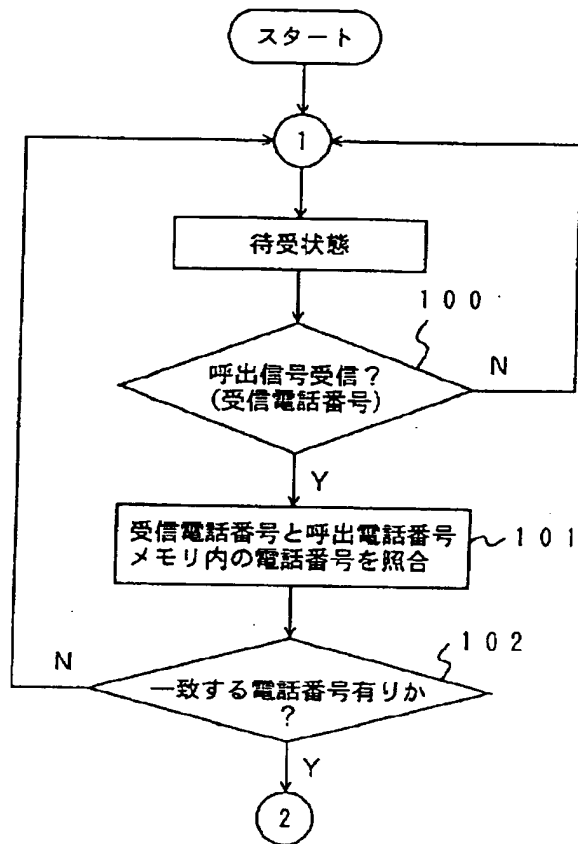 スタート
1
待受状態
100
呼出信号受信?
(受信電話番号)
N
Y
受信電話番号と呼出電話番号
メモリ内の電話番号を照合
101
102
N
一致する電話番号有りか
?
Y
2